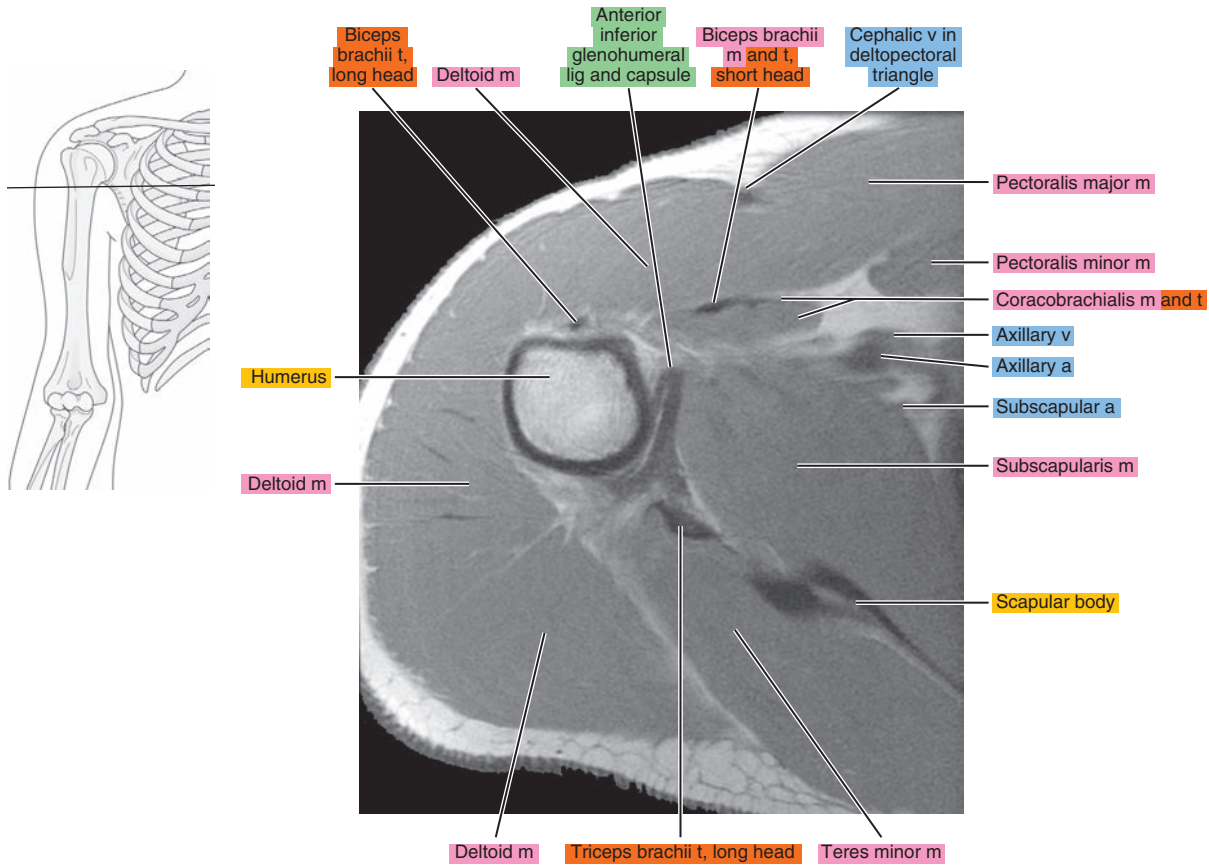 Biceps
brachii t,
long head
Deltoid m
Anterior
inferior
glenohumeral
lig and capsule
Biceps brachii
m and t,
short head
Cephalic v in
deltopectoral
triangle
Pectoralis major m
Pectoralis minor m
Coracobrachialis m and t
Axillary v
Axillary a
Subscapular a
Subscapularis m
Scapular body
Humerus
Deltoid m
Deltoid m
Triceps brachii t, long head
Teres minor m